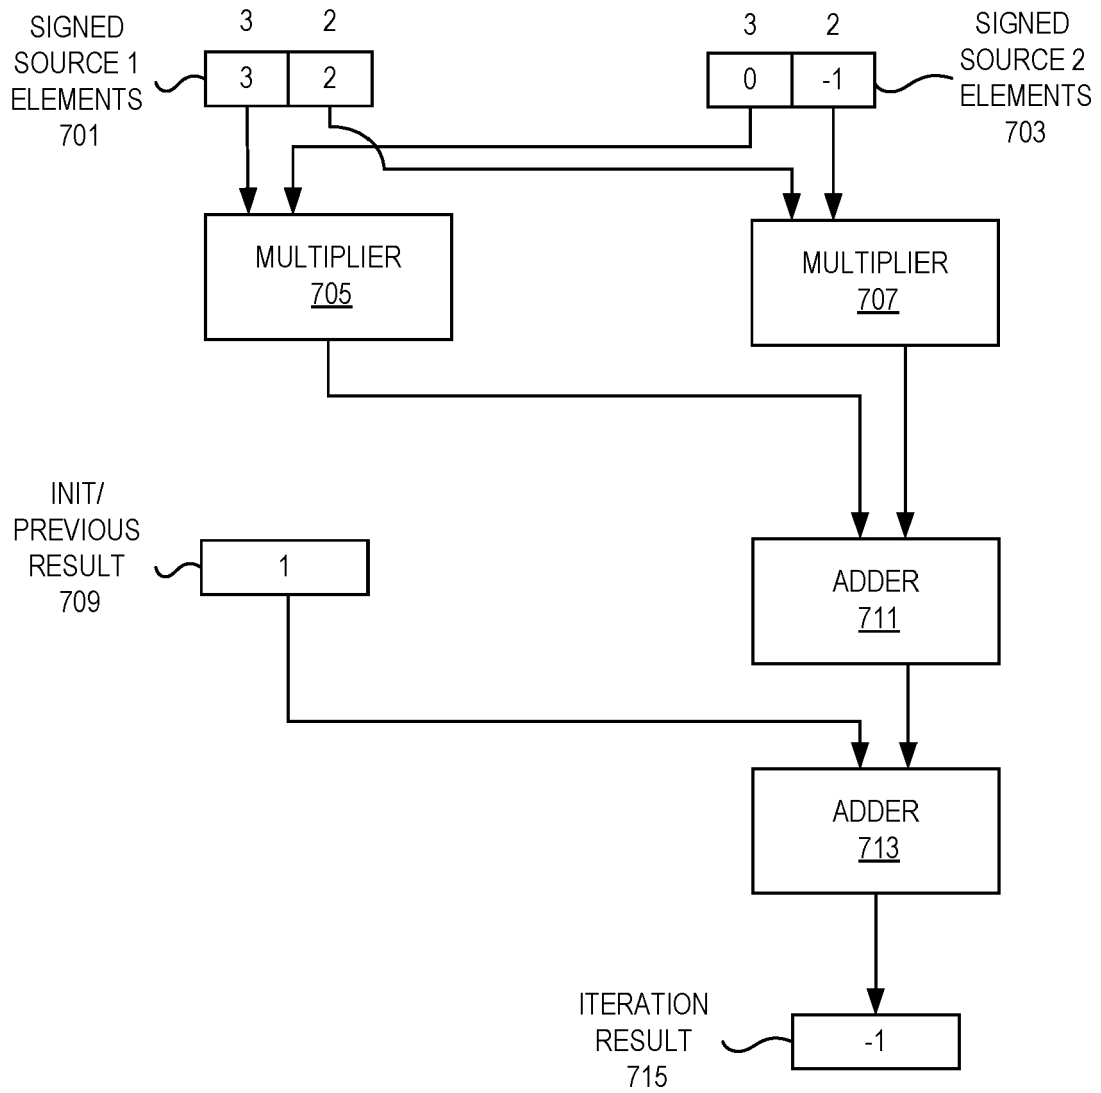 SIGNED
SOURCE 1
ELEMENTS
701
3 2
3 2
3 2
0 -1
SIGNED
SOURCE 2
ELEMENTS
703
MULTIPLIER
705
MULTIPLIER
707
INIT/
PREVIOUS
RESULT
709
1
ADDER
711
ADDER
713
ITERATION
RESULT
715
-1